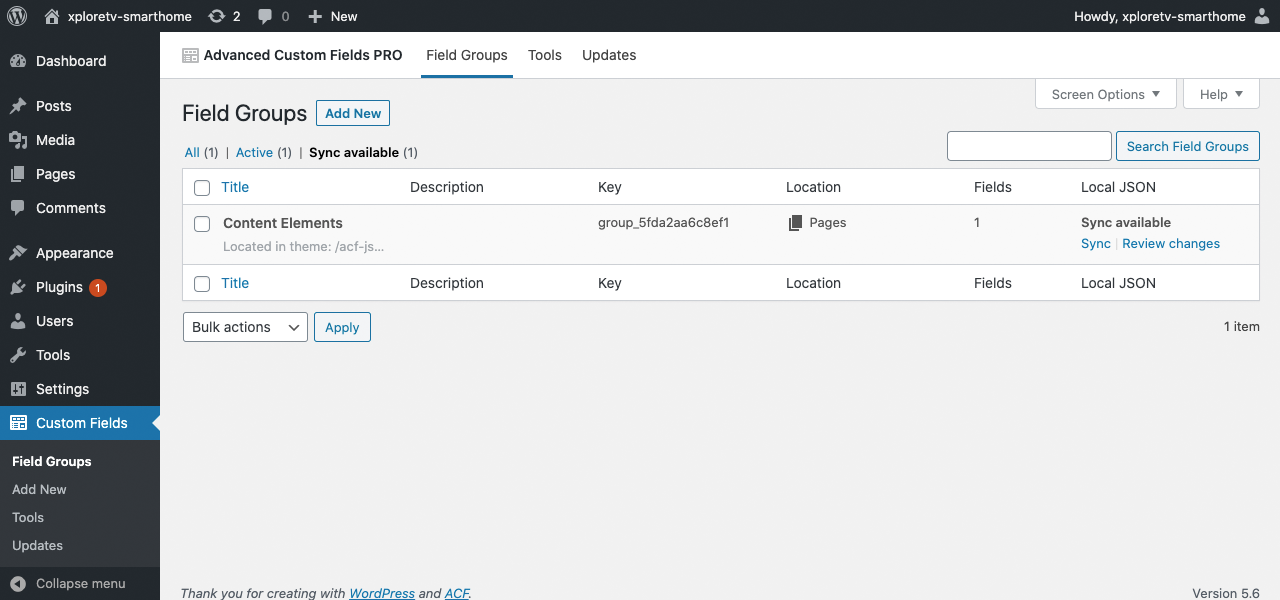 xploretv-smarthome 2 0 New Howdy, xploretv-smarthome
Dashboard
Posts
Media
Pages
Comments
Appearance
Plugins 1
Users
Tools
Settings
Custom Fields
Field Groups
Add New
Tools
Updates
Collapse menu
Advanced Custom Fields PRO Field Groups Tools Updates
Screen Options Help
Field Groups Add New
All (1) | Active (1) | Sync available (1)
Search Field Groups
Title Description Key Location Fields Local JSON
Content Elements group_5fda2aa6c8ef1 Pages 1 Sync available
Located in theme: /acf-js... Sync | Review changes
Title Description Key Location Fields Local JSON
Bulk actions Apply 1 item
Thank you for creating with WordPress and ACF. Version 5.6